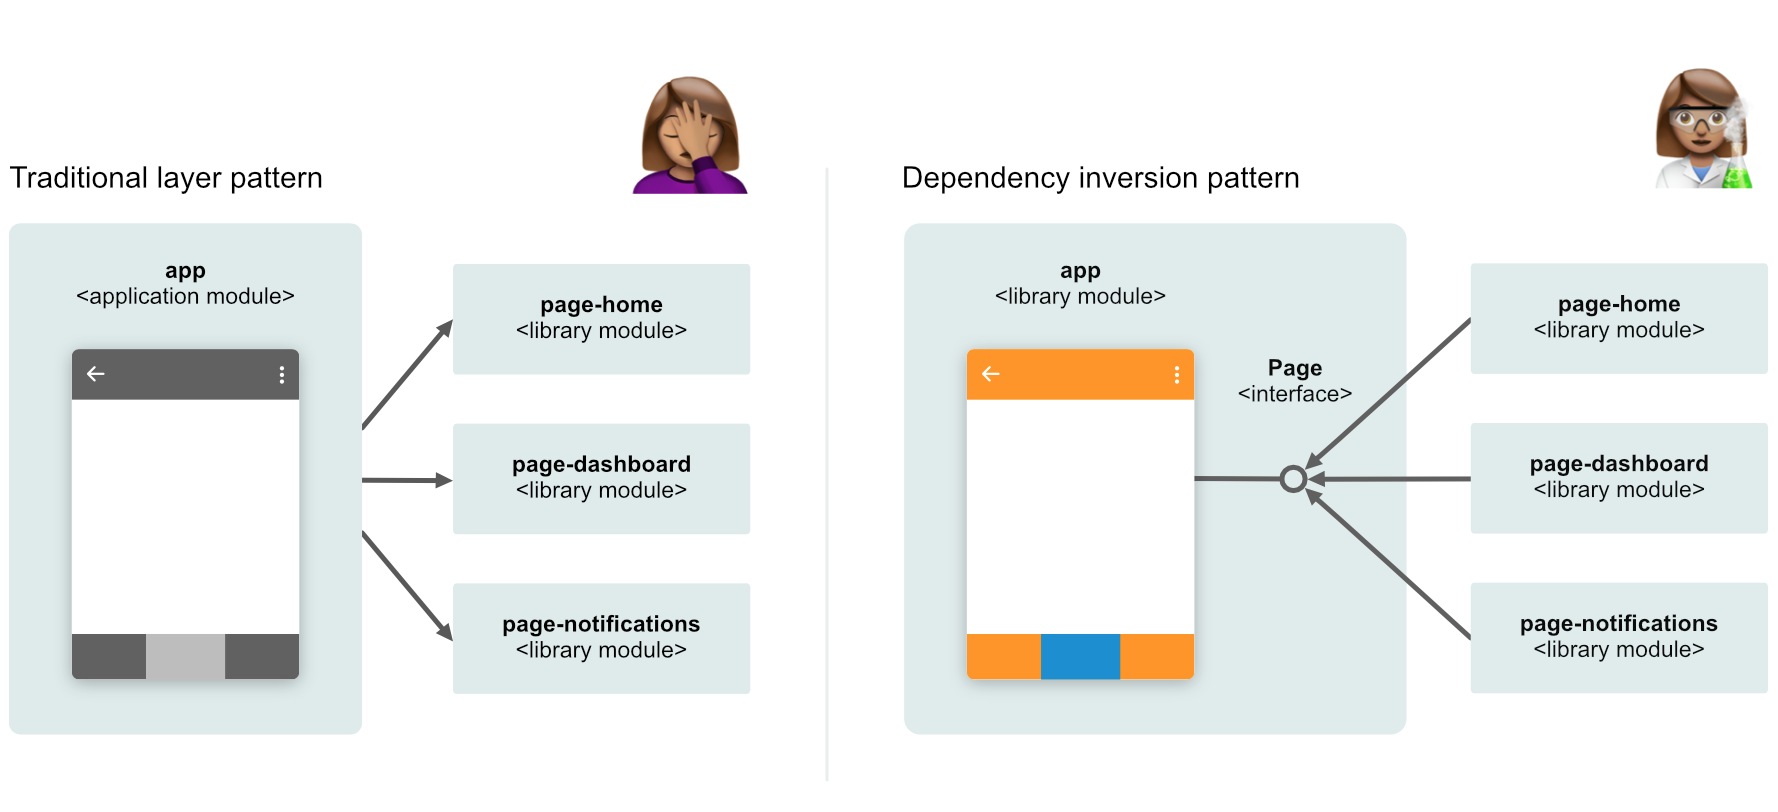 Traditional layer pattern
app
<application module>
page-home
<library module>
page-dashboard
<library module>
page-notifications
<library module>
Dependency inversion pattern
app
<library module>
Page
<interface>
page-home
<library module>
page-dashboard
<library module>
page-notifications
<library module>